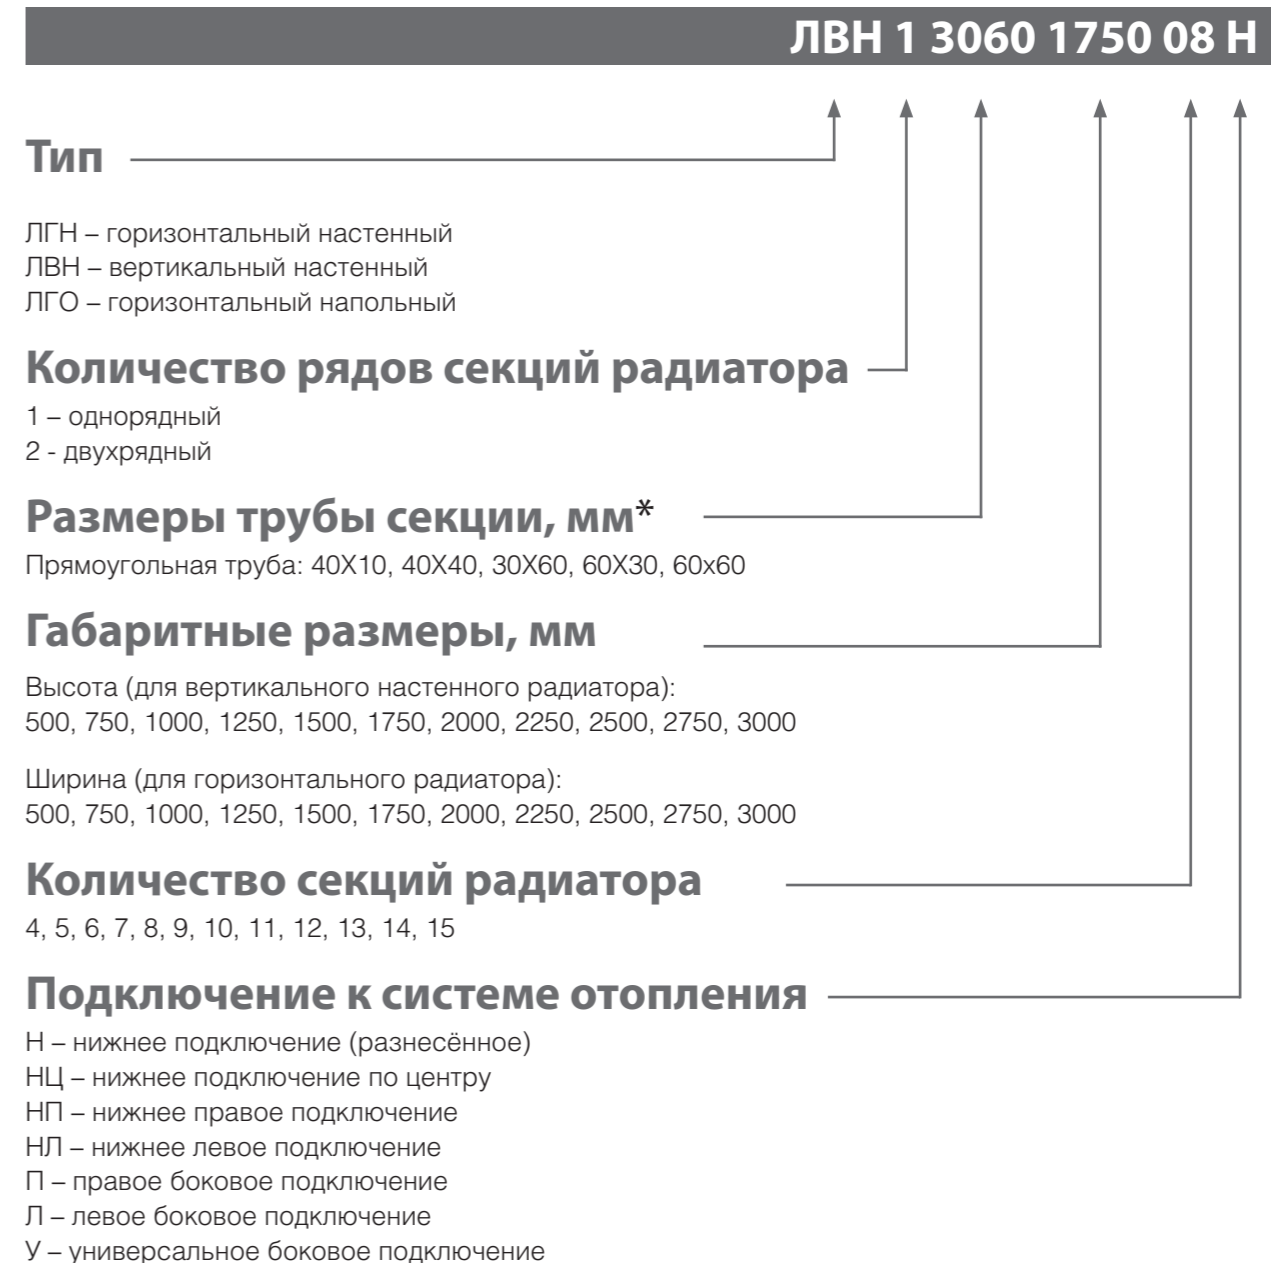 ЛВН 1 3060 1750 08 Н
Тип
ЛГН – горизонтальный настенный
ЛВН – вертикальный настенный
ЛГО – горизонтальный напольный
Количество рядов секций радиатора
1 – однорядный
2 - двухрядный
Размеры трубы секции, мм*
Прямоугольная труба: 40Х10, 40Х40, 30Х60, 60Х30, 60х60
Габаритные размеры, мм
Высота (для вертикального настенного радиатора):
500, 750, 1000, 1250, 1500, 1750, 2000, 2250, 2500, 2750, 3000
Ширина (для горизонтального радиатора):
500, 750, 1000, 1250, 1500, 1750, 2000, 2250, 2500, 2750, 3000
Количество секций радиатора
4, 5, 6, 7, 8, 9, 10, 11, 12, 13, 14, 15
Подключение к системе отопления
Н – нижнее подключение (разнесённое)
НЦ – нижнее подключение по центру
НП – нижнее правое подключение
НЛ – нижнее левое подключение
П – правое боковое подключение
Л – левое боковое подключение
У – универсальное боковое подключение